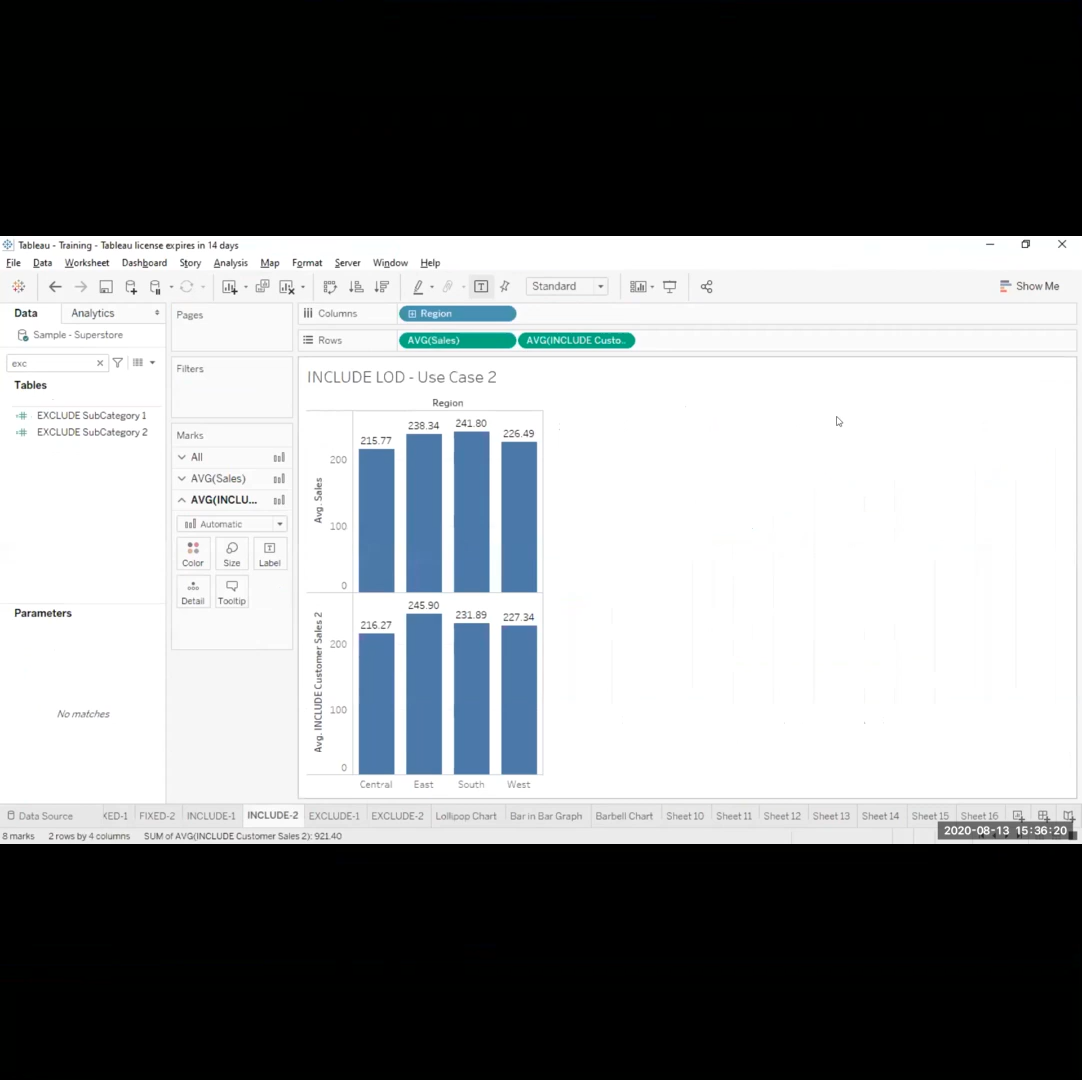 Tableau - Training - Tableau license expires in 14 days
File Data Worksheet Dashboard Story Analysis Map Format Server Window Help
Standard
Show Me
Data Analytics
Sample - Superstore
exc
Tables
EXCLUDE SubCategory 1
EXCLUDE SubCategory 2
Parameters
No matches
Pages
Filters
Marks
All
AVG(Sales)
AVG(INCLU...
Automatic
Color Size Label
Detail Tooltip
Columns Region
Rows AVG(Sales) AVG(INCLUDE Custo..
INCLUDE LOD - Use Case 2
Region
Avg. Sales
200
100
0
215.77 238.34 241.80 226.49
Avg. INCLUDE Customer Sales 2
200
100
0
216.27 245.90 231.89 227.34
Central East South West
Data Source XED-1 FIXED-2 INCLUDE-1 INCLUDE-2 EXCLUDE-1 EXCLUDE-2 Lollipop Chart Bar in Bar Graph Barbell Chart Sheet 10 Sheet 11 Sheet 12 Sheet 13 Sheet 14 Sheet 15 Sheet 16
8 marks 2 rows by 4 columns SUM of AVG(INCLUDE Customer Sales 2): 921.40
2020-08-13 15:36:20